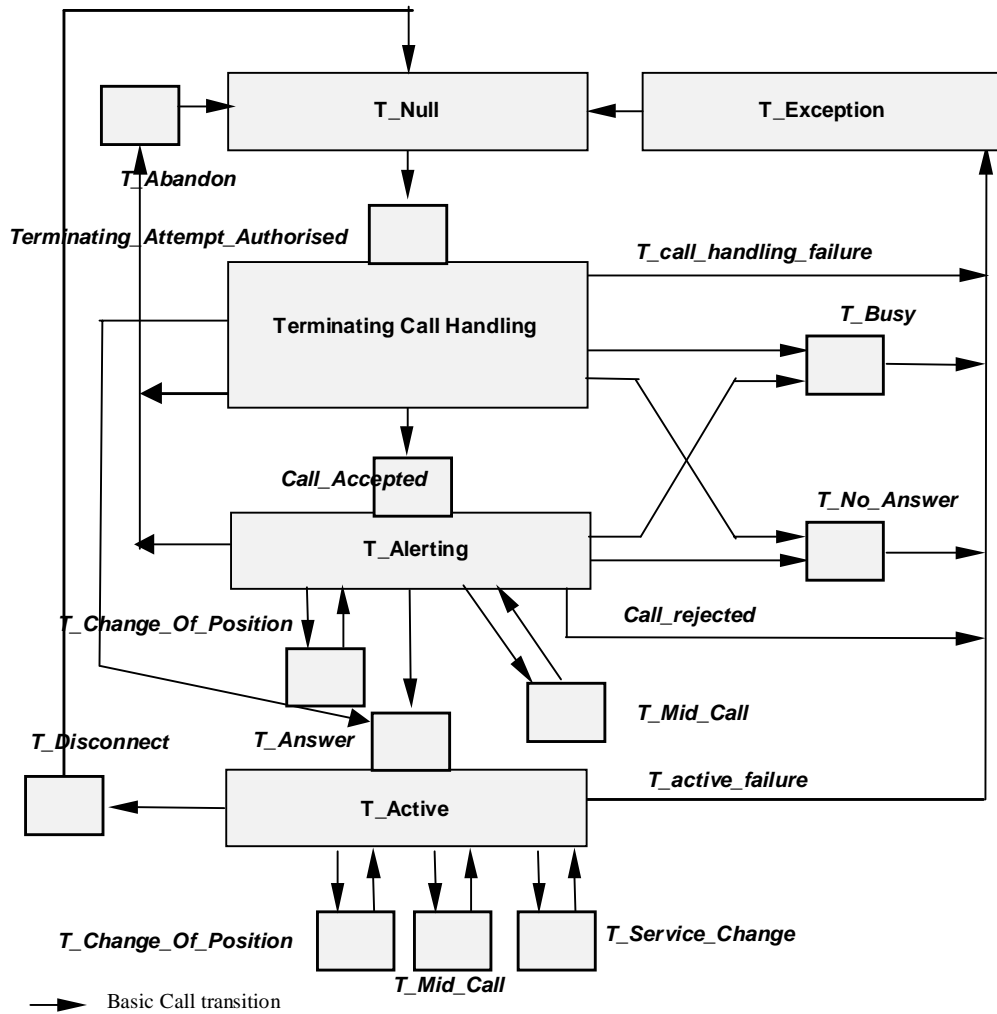 T_Null
T_Exception
T_Abandon
Terminating_Attempt_Authorised
T_call_handling_failure
Terminating Call Handling
T_Busy
Call_Accepted
T_No_Answer
T_Alerting
T_Change_Of_Position
Call_rejected
T_Mid_Call
T_Disconnect
T_Answer
T_active_failure
T_Active
T_Change_Of_Position
T_Service_Change
T_Mid_Call
Basic Call transition